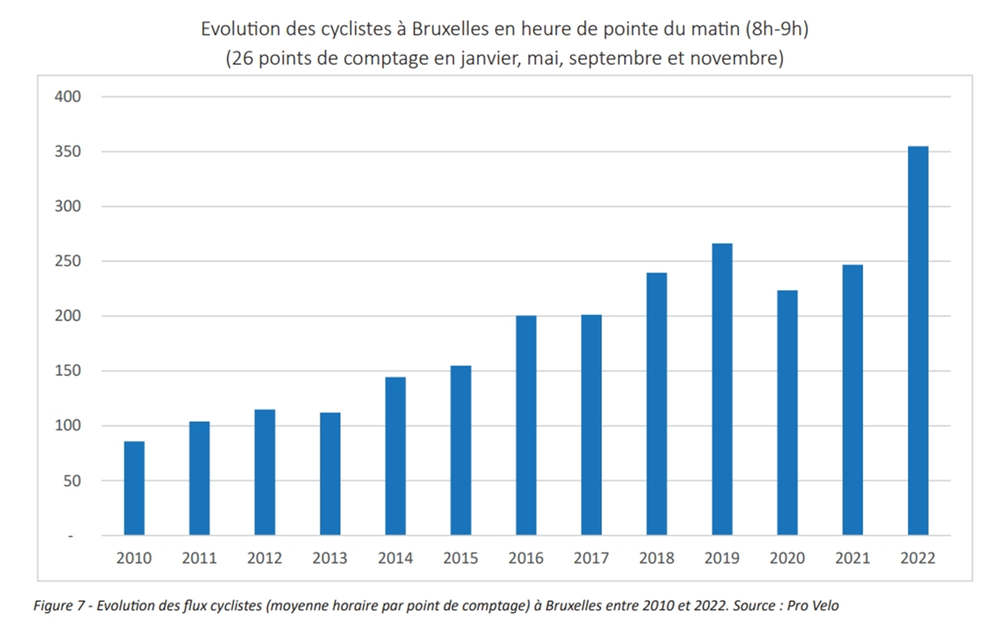 Evolution des cyclistes à Bruxelles en heure de pointe du matin (8h-9h)
(26 points de comptage en janvier, mai, septembre et novembre)
400
350
300
250
200
150
100
50
-
2010 2011 2012 2013 2014 2015 2016 2017 2018 2019 2020 2021 2022
Figure 7 - Evolution des flux cyclistes (moyenne horaire par point de comptage) à Bruxelles entre 2010 et 2022. Source : Pro Velo